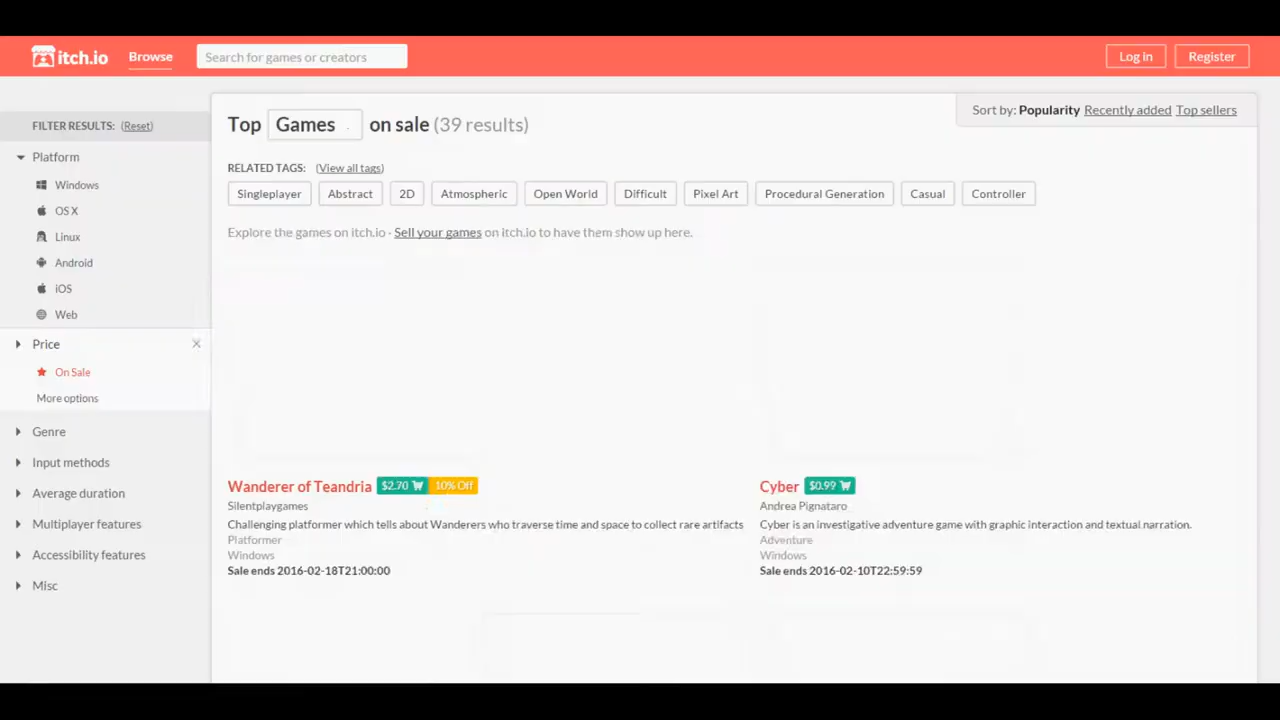 itch.io Browse Search for games or creators Log in Register
FILTER RESULTS: (Reset)
Platform
Windows
OS X
Linux
Android
iOS
Web
Price
On Sale
More options
Genre
Input methods
Average duration
Multiplayer features
Accessibility features
Misc
Top Games on sale (39 results)
Sort by: Popularity Recently added Top sellers
RELATED TAGS: (View all tags)
Singleplayer Abstract 2D Atmospheric Open World Difficult Pixel Art Procedural Generation Casual Controller
Explore the games on itch.io · Sell your games on itch.io to have them show up here.
Wanderer of Teandria $2.70 10% Off
Silentplaygames
Challenging platformer which tells about Wanderers who traverse time and space to collect rare artifacts
Platformer
Windows
Sale ends 2016-02-18T21:00:00
Cyber $0.99
Andrea Pignataro
Cyber is an investigative adventure game with graphic interaction and textual narration.
Adventure
Windows
Sale ends 2016-02-10T22:59:59